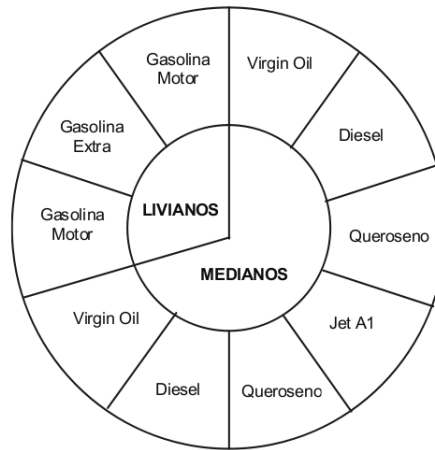 Gasolina
Motor
Virgin Oil
Gasolina
Extra
Diesel
Gasolina
Motor
LIVIANOS
Queroseno
MEDIANOS
Virgin Oil
Jet A1
Diesel
Queroseno